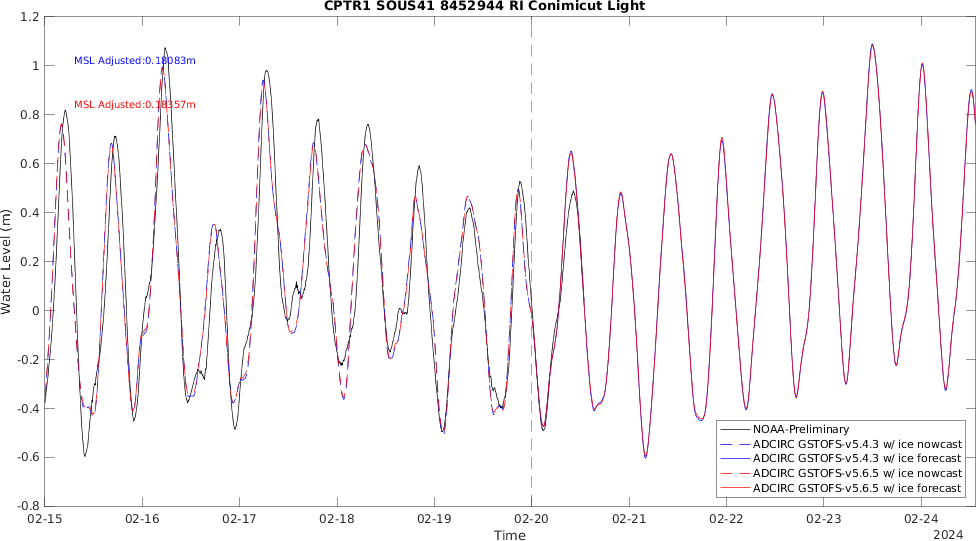 CPTR1 SOUS41 8452944 RI Conimicut Light
1.2
1
0.8
0.6
0.4
0.2
0
-0.2
-0.4
-0.6
-0.8
Water Level (m)
MSL Adjusted:0.18083m
MSL Adjusted:0.18357m
NOAA-Preliminary
ADCIRC GSTOFS-v5.4.3 w/ ice nowcast
ADCIRC GSTOFS-v5.4.3 w/ ice forecast
ADCIRC GSTOFS-v5.6.5 w/ ice nowcast
ADCIRC GSTOFS-v5.6.5 w/ ice forecast
02-15 02-16 02-17 02-18 02-19 02-20 02-21 02-22 02-23 02-24
Time
2024